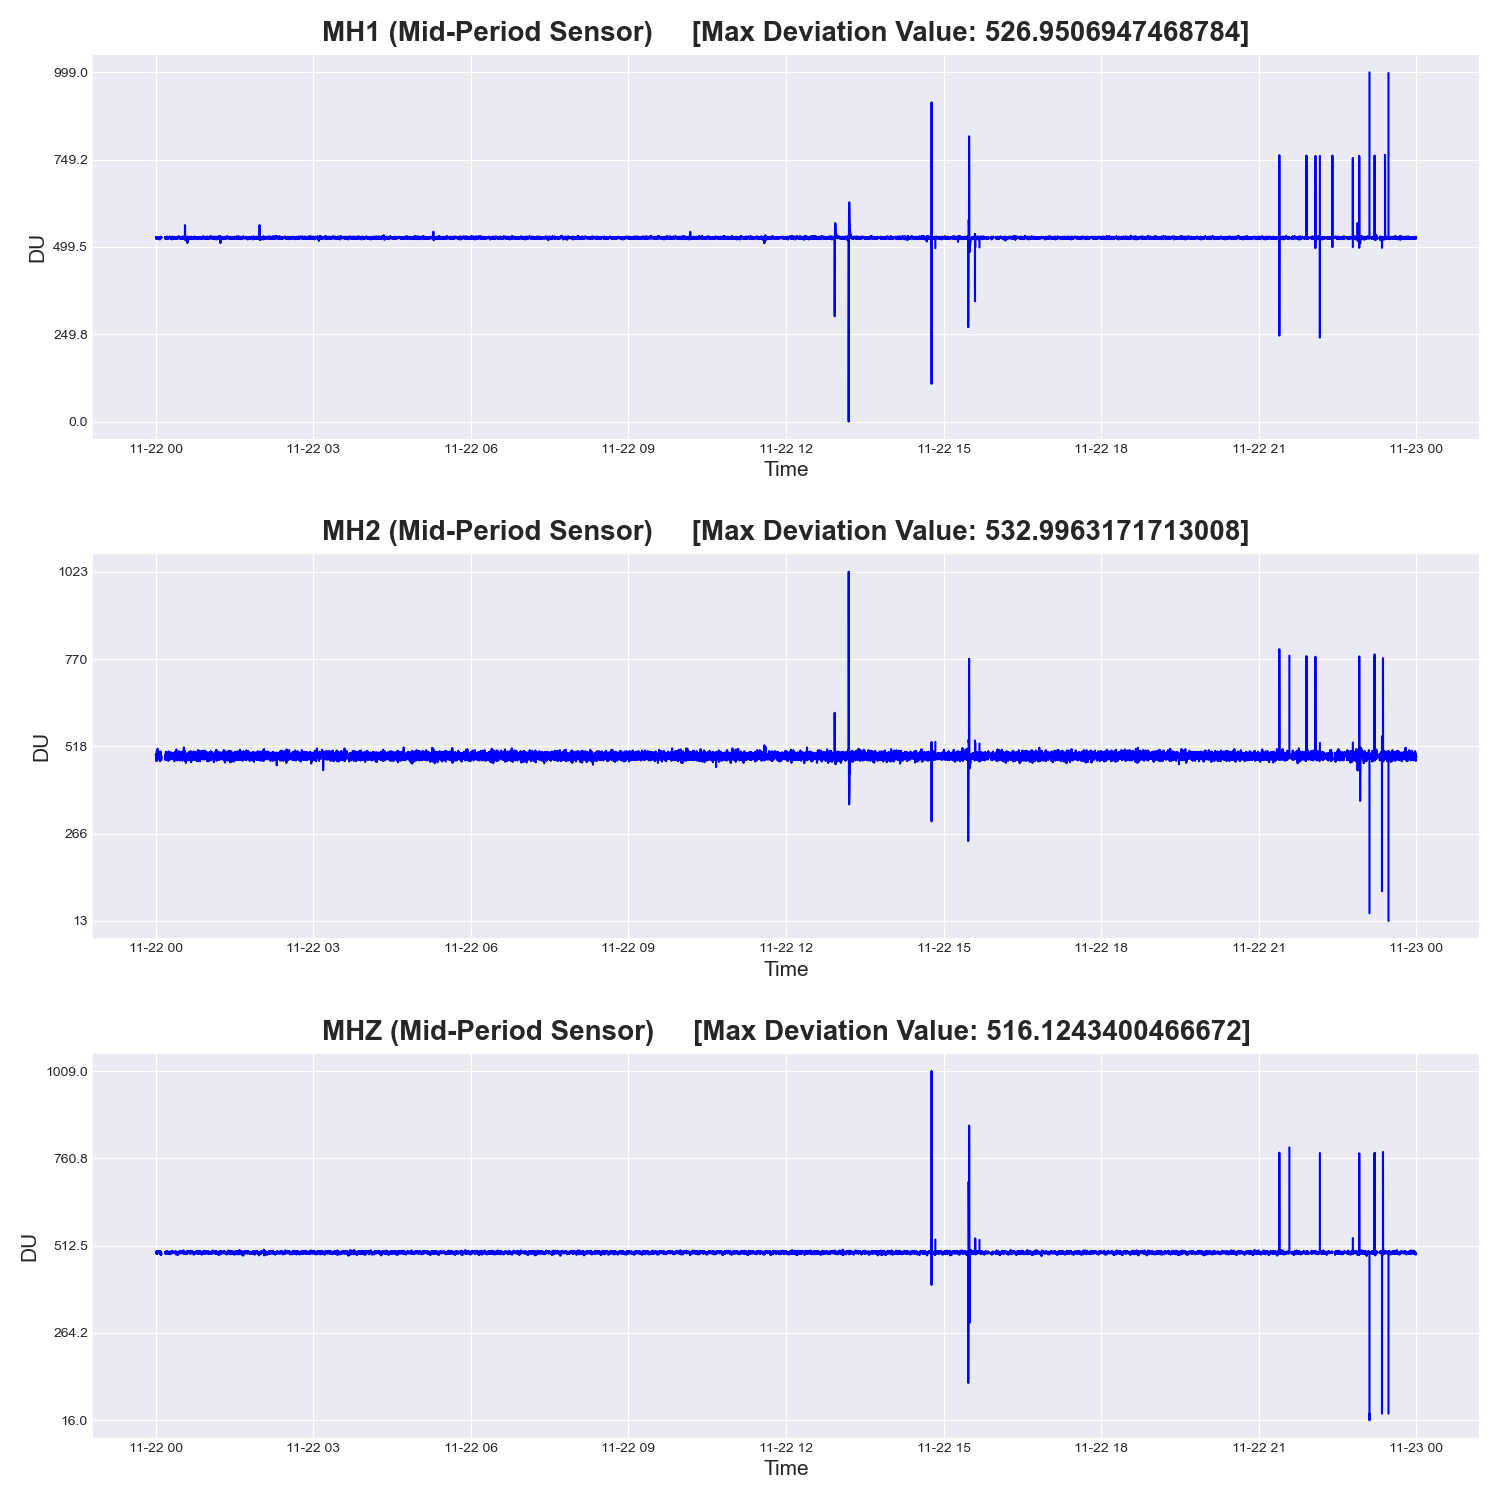 MH1 (Mid-Period Sensor) [Max Deviation Value: 526.9506947468784]
999.0
749.2
499.5
249.8
0.0
DU
11-22 00 11-22 03 11-22 06 11-22 09 11-22 12 11-22 15 11-22 18 11-22 21 11-23 00
Time
MH2 (Mid-Period Sensor) [Max Deviation Value: 532.9963171713008]
1023
770
518
266
13
DU
11-22 00 11-22 03 11-22 06 11-22 09 11-22 12 11-22 15 11-22 18 11-22 21 11-23 00
Time
MHZ (Mid-Period Sensor) [Max Deviation Value: 516.1243400466672]
1009.0
760.8
512.5
264.2
16.0
DU
11-22 00 11-22 03 11-22 06 11-22 09 11-22 12 11-22 15 11-22 18 11-22 21 11-23 00
Time